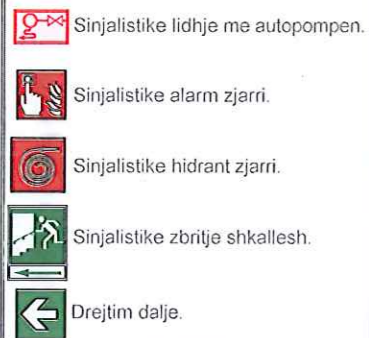 Sinjalistike lidhje me autopompen.
Sinjalistike alarm zjarri.
Sinjalistike hidrant zjarri.
Sinjalistike zbritje shkallesh.
Drejtim dalje.